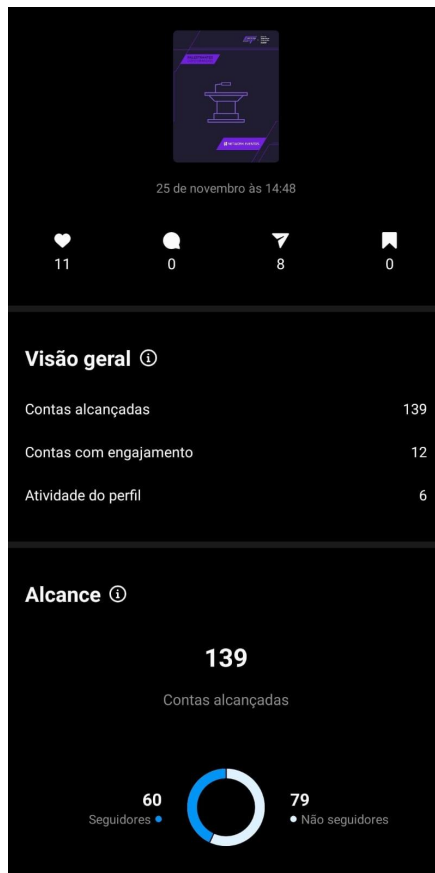 25 de novembro às 14:48
11 0 8 0
Visão geral
Contas alcançadas 139
Contas com engajamento 12
Atividade do perfil 6
Alcance
139
Contas alcançadas
60 79
Seguidores Não seguidores